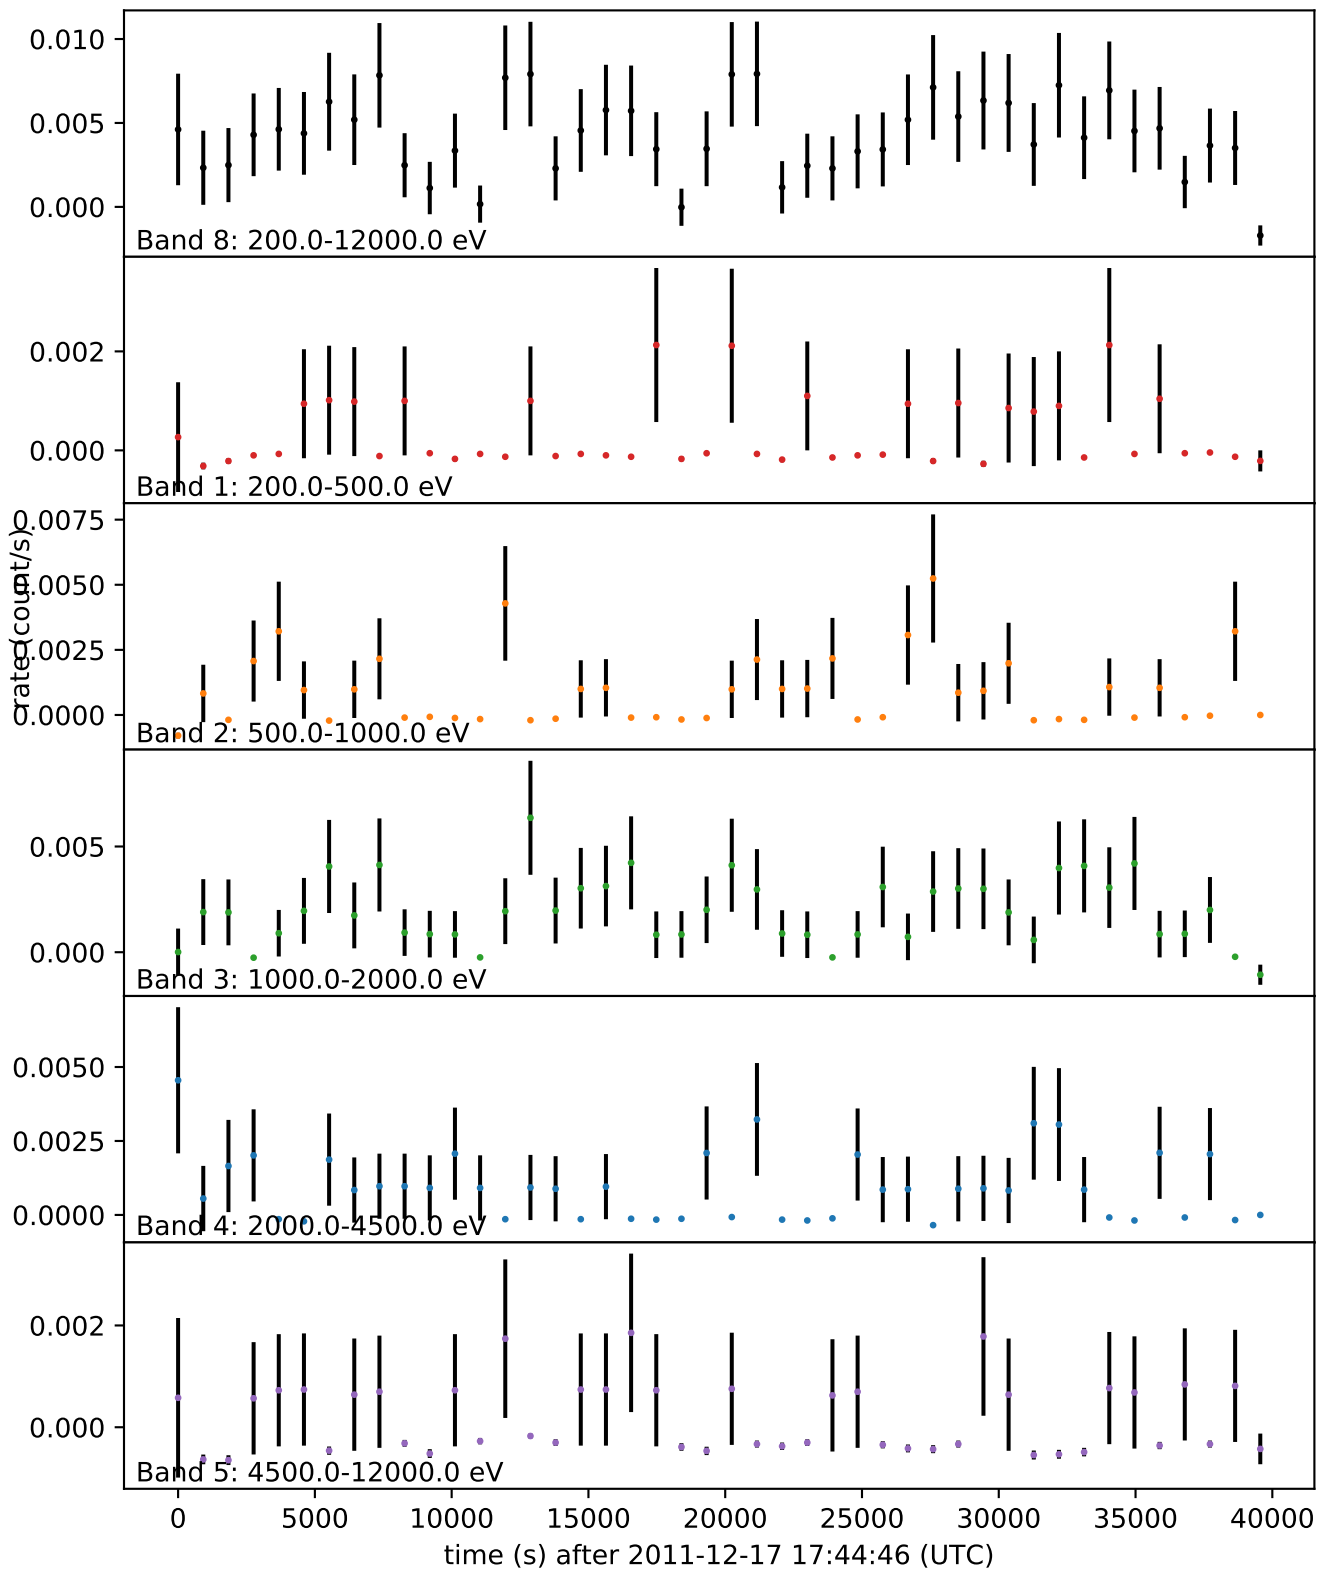 0.010
0.005
0.000
Band 8: 200.0-12000.0 eV
0.002
0.000
Band 1: 200.0-500.0 eV
rate (count/s)
0.0075
0.0050
0.0025
0.0000
Band 2: 500.0-1000.0 eV
0.005
0.000
Band 3: 1000.0-2000.0 eV
0.0050
0.0025
0.0000
Band 4: 2000.0-4500.0 eV
0.002
0.000
Band 5: 4500.0-12000.0 eV
0 5000 10000 15000 20000 25000 30000 35000 40000
time (s) after 2011-12-17 17:44:46 (UTC)